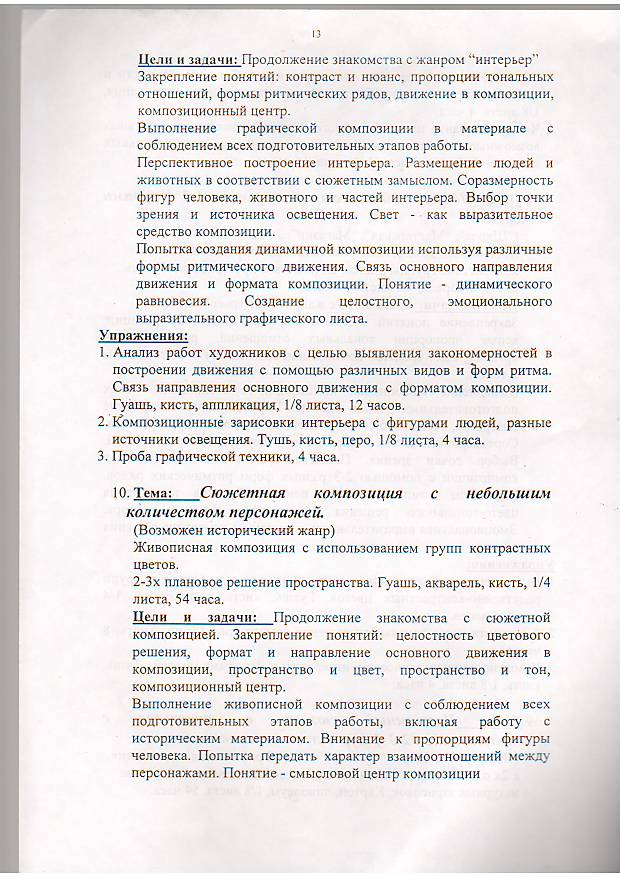 13
Цели и задачи: Продолжение знакомства с жанром “интерьер”
Закрепление понятий: контраст и нюанс, пропорции тональных
отношений, формы ритмических рядов, движение в композиции,
композиционный центр.
Выполнение графической композиции в материале с
соблюдением всех подготовительных этапов работы.
Перспективное построение интерьера. Размещение людей и
животных в соответствии с сюжетным замыслом. Соразмерность
фигур человека, животного и частей интерьера. Выбор точки
зрения и источника освещения. Свет - как выразительное
средство композиции.
Попытка создания динамичной композиции используя различные
формы ритмического движения. Связь основного направления
движения и формата композиции. Понятие - динамического
равновесия. Создание целостного, эмоционального
выразительного графического листа.
Упражнения:
1. Анализ работ художников с целью выявления закономерностей в
построении движения с помощью различных видов и форм ритма.
Связь направления основного движения с форматом композиции.
Гуашь, кисть, аппликация, 1/8 листа, 12 часов.
2. Композиционные зарисовки интерьера с фигурами людей, разные
источники освещения. Тушь, кисть, перо, 1/8 листа, 4 часа.
3. Проба графической техники, 4 часа.
10. Тема: Сюжетная композиция с небольшим
количеством персонажей.
(Возможен исторический жанр)
Живописная композиция с использованием групп контрастных
цветов.
2-3х плановое решение пространства. Гуашь, акварель, кисть, 1/4
листа, 54 часа.
Цели и задачи: Продолжение знакомства с сюжетной
композицией. Закрепление понятий: целостность цветового
решения, формат и направление основного движения в
композиции, пространство и цвет, пространство и тон,
композиционный центр.
Выполнение живописной композиции с соблюдением всех
подготовительных этапов работы, включая работу с
историческим материалом. Внимание к пропорциям фигуры
человека. Попытка передать характер взаимоотношений между
персонажами. Понятие - смысловой центр композиции